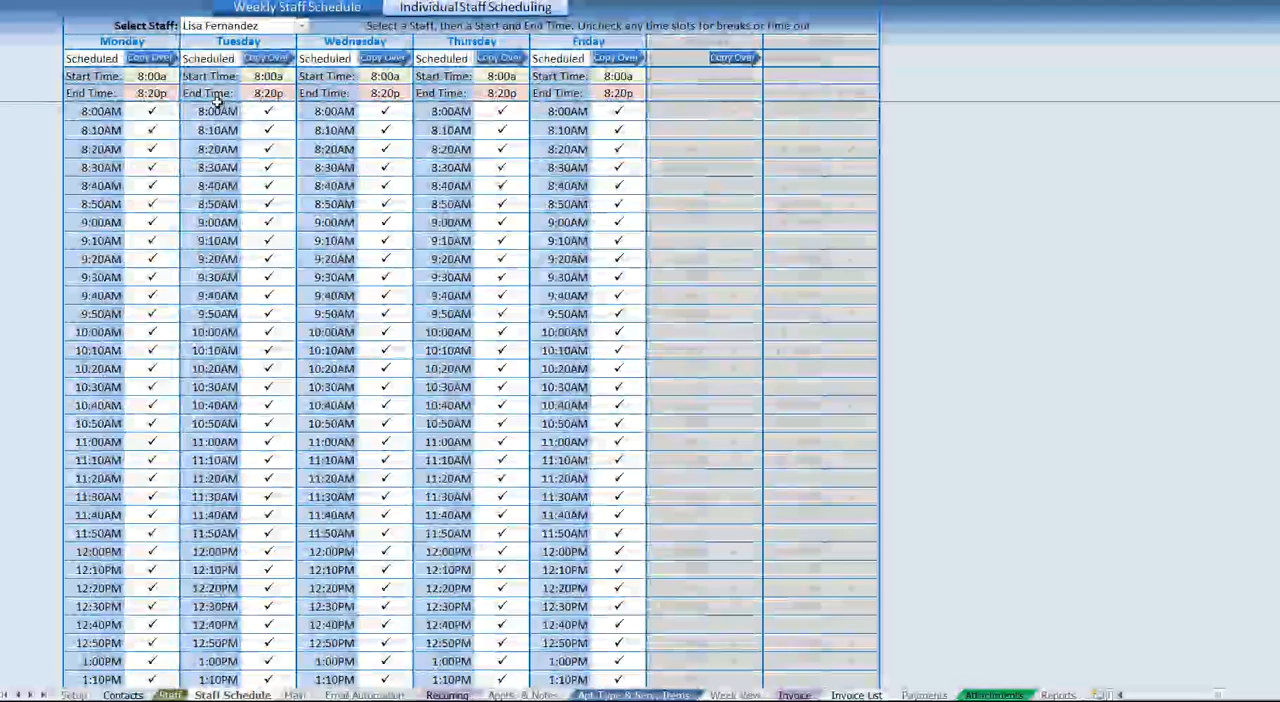 Weekly Staff Schedule Individual Staff Scheduling
Select Staff: Lisa Fernandez Select a Staff, then a Start and End Time. Uncheck any time slots for breaks or time out
Monday Tuesday Wednesday Thursday Friday
Scheduled Copy Over Scheduled Copy Over Scheduled Copy Over Scheduled Copy Over Scheduled Copy Over Copy Over
Start Time: 8:00a Start Time: 8:00a Start Time: 8:00a Start Time: 8:00a Start Time: 8:00a
End Time: 8:20p End Time: 8:20p End Time: 8:20p End Time: 8:20p End Time: 8:20p
8:00AM ✓ 8:00AM ✓ 8:00AM ✓ 8:00AM ✓ 8:00AM ✓
8:10AM ✓ 8:10AM ✓ 8:10AM ✓ 8:10AM ✓ 8:10AM ✓
8:20AM ✓ 8:20AM ✓ 8:20AM ✓ 8:20AM ✓ 8:20AM ✓
8:30AM ✓ 8:30AM ✓ 8:30AM ✓ 8:30AM ✓ 8:30AM ✓
8:40AM ✓ 8:40AM ✓ 8:40AM ✓ 8:40AM ✓ 8:40AM ✓
8:50AM ✓ 8:50AM ✓ 8:50AM ✓ 8:50AM ✓ 8:50AM ✓
9:00AM ✓ 9:00AM ✓ 9:00AM ✓ 9:00AM ✓ 9:00AM ✓
9:10AM ✓ 9:10AM ✓ 9:10AM ✓ 9:10AM ✓ 9:10AM ✓
9:20AM ✓ 9:20AM ✓ 9:20AM ✓ 9:20AM ✓ 9:20AM ✓
9:30AM ✓ 9:30AM ✓ 9:30AM ✓ 9:30AM ✓ 9:30AM ✓
9:40AM ✓ 9:40AM ✓ 9:40AM ✓ 9:40AM ✓ 9:40AM ✓
9:50AM ✓ 9:50AM ✓ 9:50AM ✓ 9:50AM ✓ 9:50AM ✓
10:00AM ✓ 10:00AM ✓ 10:00AM ✓ 10:00AM ✓ 10:00AM ✓
10:10AM ✓ 10:10AM ✓ 10:10AM ✓ 10:10AM ✓ 10:10AM ✓
10:20AM ✓ 10:20AM ✓ 10:20AM ✓ 10:20AM ✓ 10:20AM ✓
10:30AM ✓ 10:30AM ✓ 10:30AM ✓ 10:30AM ✓ 10:30AM ✓
10:40AM ✓ 10:40AM ✓ 10:40AM ✓ 10:40AM ✓ 10:40AM ✓
10:50AM ✓ 10:50AM ✓ 10:50AM ✓ 10:50AM ✓ 10:50AM ✓
11:00AM ✓ 11:00AM ✓ 11:00AM ✓ 11:00AM ✓ 11:00AM ✓
11:10AM ✓ 11:10AM ✓ 11:10AM ✓ 11:10AM ✓ 11:10AM ✓
11:20AM ✓ 11:20AM ✓ 11:20AM ✓ 11:20AM ✓ 11:20AM ✓
11:30AM ✓ 11:30AM ✓ 11:30AM ✓ 11:30AM ✓ 11:30AM ✓
11:40AM ✓ 11:40AM ✓ 11:40AM ✓ 11:40AM ✓ 11:40AM ✓
11:50AM ✓ 11:50AM ✓ 11:50AM ✓ 11:50AM ✓ 11:50AM ✓
12:00PM ✓ 12:00PM ✓ 12:00PM ✓ 12:00PM ✓ 12:00PM ✓
12:10PM ✓ 12:10PM ✓ 12:10PM ✓ 12:10PM ✓ 12:10PM ✓
12:20PM ✓ 12:20PM ✓ 12:20PM ✓ 12:20PM ✓ 12:20PM ✓
12:30PM ✓ 12:30PM ✓ 12:30PM ✓ 12:30PM ✓ 12:30PM ✓
12:40PM ✓ 12:40PM ✓ 12:40PM ✓ 12:40PM ✓ 12:40PM ✓
12:50PM ✓ 12:50PM ✓ 12:50PM ✓ 12:50PM ✓ 12:50PM ✓
1:00PM ✓ 1:00PM ✓ 1:00PM ✓ 1:00PM ✓ 1:00PM ✓
1:10PM ✓ 1:10PM ✓ 1:10PM ✓ 1:10PM ✓ 1:10PM ✓
Setup Contacts Staff Staff Schedule Main Email Automation Recurring Appts. & Notes Apt. Type & Serv. Items Week View Invoice Invoice List Payments Attachments Reports